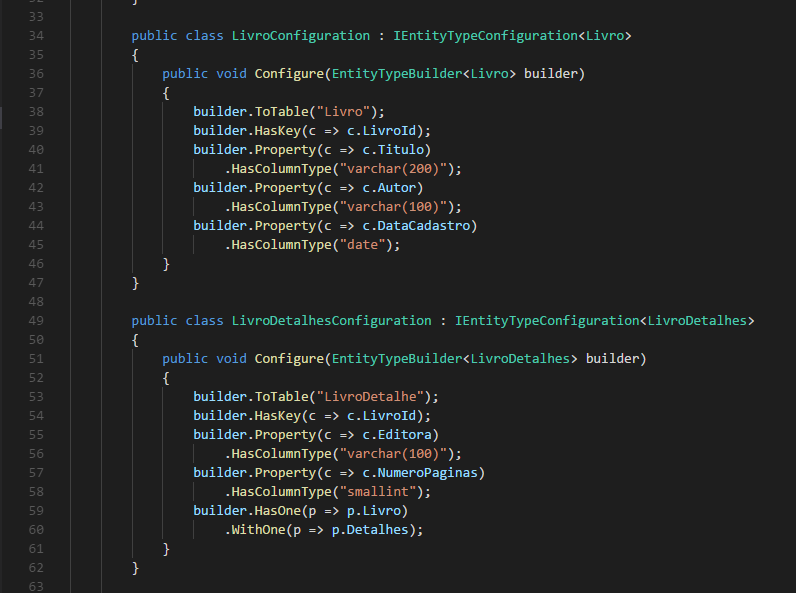 32 }
33
34 public class LivroConfiguration : IEntityTypeConfiguration<Livro>
35 {
36 public void Configure(EntityTypeBuilder<Livro> builder)
37 {
38 builder.ToTable("Livro");
39 builder.HasKey(c => c.LivroId);
40 builder.Property(c => c.Titulo)
41 .HasColumnType("varchar(200)");
42 builder.Property(c => c.Autor)
43 .HasColumnType("varchar(100)");
44 builder.Property(c => c.DataCadastro)
45 .HasColumnType("date");
46 }
47 }
48
49 public class LivroDetalhesConfiguration : IEntityTypeConfiguration<LivroDetalhes>
50 {
51 public void Configure(EntityTypeBuilder<LivroDetalhes> builder)
52 {
53 builder.ToTable("LivroDetalhe");
54 builder.HasKey(c => c.LivroId);
55 builder.Property(c => c.Editora)
56 .HasColumnType("varchar(100)");
57 builder.Property(c => c.NumeroPaginas)
58 .HasColumnType("smallint");
59 builder.HasOne(p => p.Livro)
60 .WithOne(p => p.Detalhes);
61 }
62 }
63